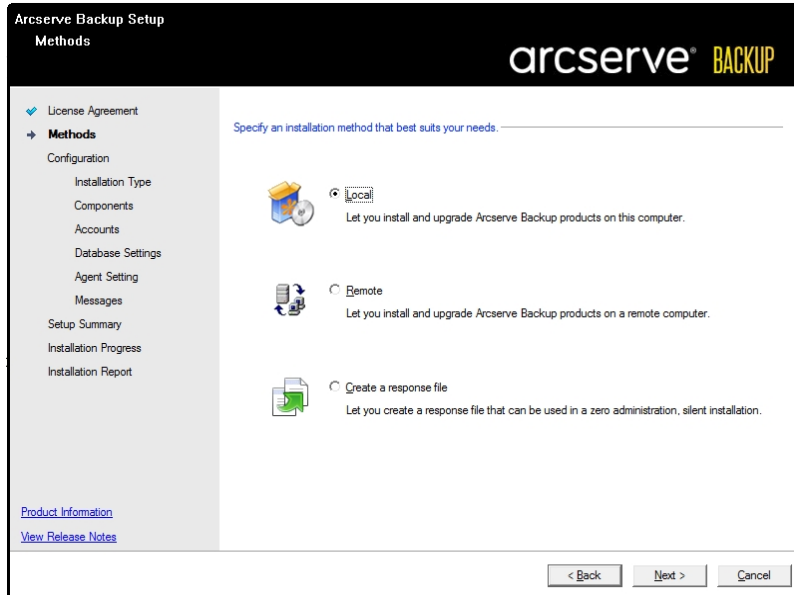 Arcserve Backup Setup
Methods
arcserve® BACKUP
License Agreement
Methods
Configuration
Installation Type
Components
Accounts
Database Settings
Agent Setting
Messages
Setup Summary
Installation Progress
Installation Report
Product Information
View Release Notes
Specify an installation method that best suits your needs.
Local
Let you install and upgrade Arcserve Backup products on this computer.
Remote
Let you install and upgrade Arcserve Backup products on a remote computer.
Create a response file
Let you create a response file that can be used in a zero administration, silent installation.
< Back
Next >
Cancel